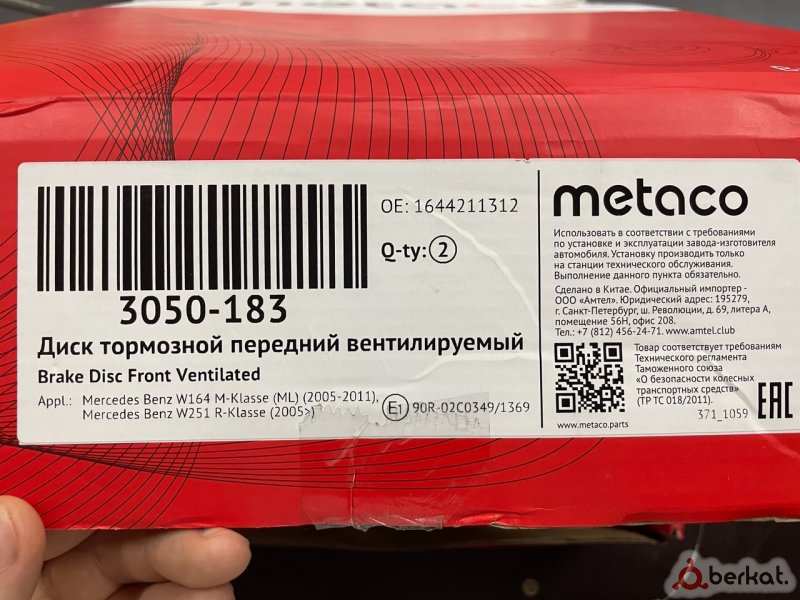 OE: 1644211312
Q-ty: 2
3050-183
Диск тормозной передний вентилируемый
Brake Disc Front Ventilated
Appl.: Mercedes Benz W164 M-Klasse (ML) (2005-2011),
Mercedes Benz W251 R-Klasse (2005>)
E1 90R-02C0349/1369
metaco
Использовать в соответствии с требованиями
по установке и эксплуатации завода-изготовителя
автомобиля. Установку производить только
на станции технического обслуживания.
Выполнение данного пункта обязательно.
Сделано в Китае. Официальный импортер -
ООО «Амтел». Юридический адрес: 195279,
г. Санкт-Петербург, ш. Революции, д. 69, литера А,
помещение 56Н, офис 208.
Тел.: +7 (812) 456-24-71. www.amtel.club
Товар соответствует требованиям
Технического регламента
Таможенного союза
«О безопасности колесных
транспортных средств»
(ТР ТС 018/2011).
www.metaco.parts
371_1059
EAC
berkat.